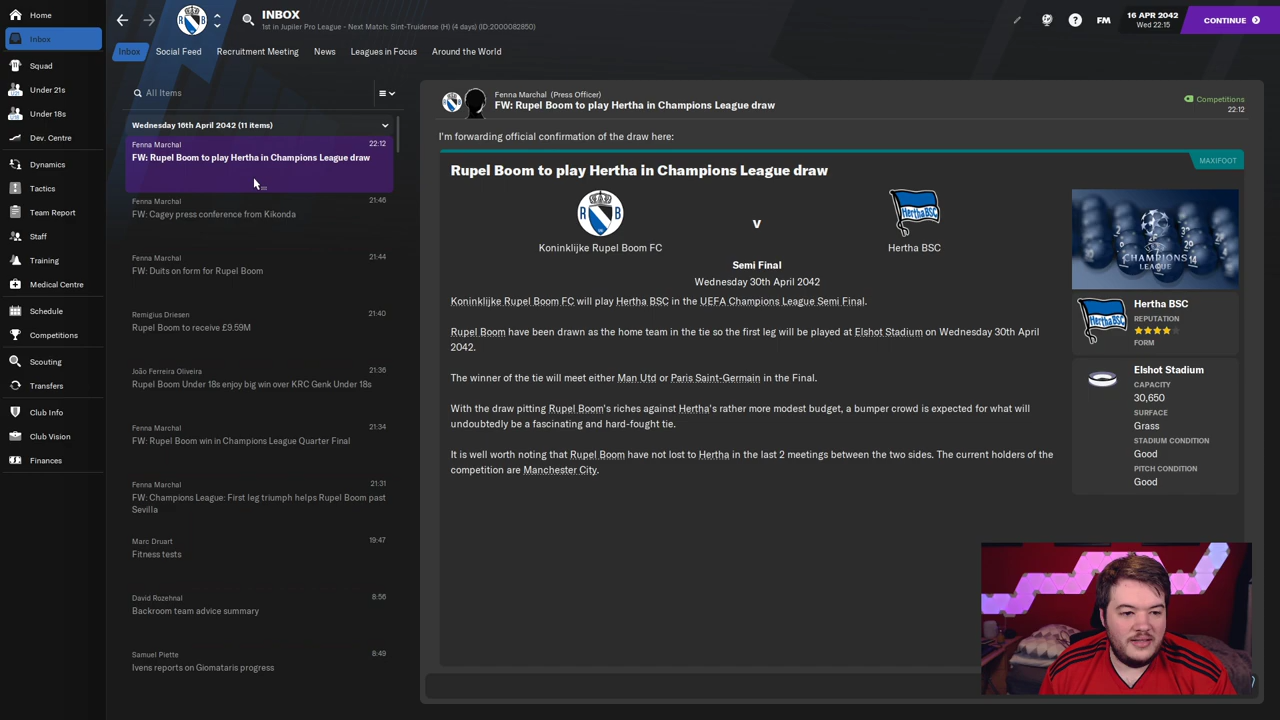 Home
Inbox
Squad
Under 21s
Under 18s
Dev. Centre
Dynamics
Tactics
Team Report
Staff
Training
Medical Centre
Schedule
Competitions
Scouting
Transfers
Club Info
Club Vision
Finances
R B
INBOX
1st in Jupiler Pro League - Next Match: Sint-Truidense (H) (4 days) (ID:2000082850)
FM
16 APR 2042
Wed 22:15
CONTINUE
Inbox
Social Feed
Recruitment Meeting
News
Leagues in Focus
Around the World
All Items
Wednesday 16th April 2042 (11 items)
Fenna Marchal 22:12
FW: Rupel Boom to play Hertha in Champions League draw
Fenna Marchal 21:46
FW: Cagey press conference from Kikonda
Fenna Marchal 21:44
FW: Duits on form for Rupel Boom
Remigius Driesen 21:40
Rupel Boom to receive £9.59M
João Ferreira Oliveira 21:36
Rupel Boom Under 18s enjoy big win over KRC Genk Under 18s
Fenna Marchal 21:34
FW: Rupel Boom win in Champions League Quarter Final
Fenna Marchal 21:31
FW: Champions League: First leg triumph helps Rupel Boom past
Sevilla
Marc Druart 19:47
Fitness tests
David Rozehnal 8:56
Backroom team advice summary
Samuel Piette 8:49
Ivens reports on Giomataris progress
Fenna Marchal (Press Officer)
FW: Rupel Boom to play Hertha in Champions League draw
Competitions
22:12
I'm forwarding official confirmation of the draw here:
MAXIFOOT
Rupel Boom to play Hertha in Champions League draw
R B
v
Hertha BSC
Koninklijke Rupel Boom FC
Hertha BSC
Semi Final
Wednesday 30th April 2042
Koninklijke Rupel Boom FC will play Hertha BSC in the UEFA Champions League Semi Final.
Rupel Boom have been drawn as the home team in the tie so the first leg will be played at Elshot Stadium on Wednesday 30th April
2042.
The winner of the tie will meet either Man Utd or Paris Saint-Germain in the Final.
With the draw pitting Rupel Boom's riches against Hertha's rather more modest budget, a bumper crowd is expected for what will
undoubtedly be a fascinating and hard-fought tie.
It is well worth noting that Rupel Boom have not lost to Hertha in the last 2 meetings between the two sides. The current holders of the
competition are Manchester City.
CHAMPIONS
LEAGUE
Hertha BSC
Hertha BSC
REPUTATION
FORM
Elshot Stadium
CAPACITY
30,650
SURFACE
Grass
STADIUM CONDITION
Good
PITCH CONDITION
Good